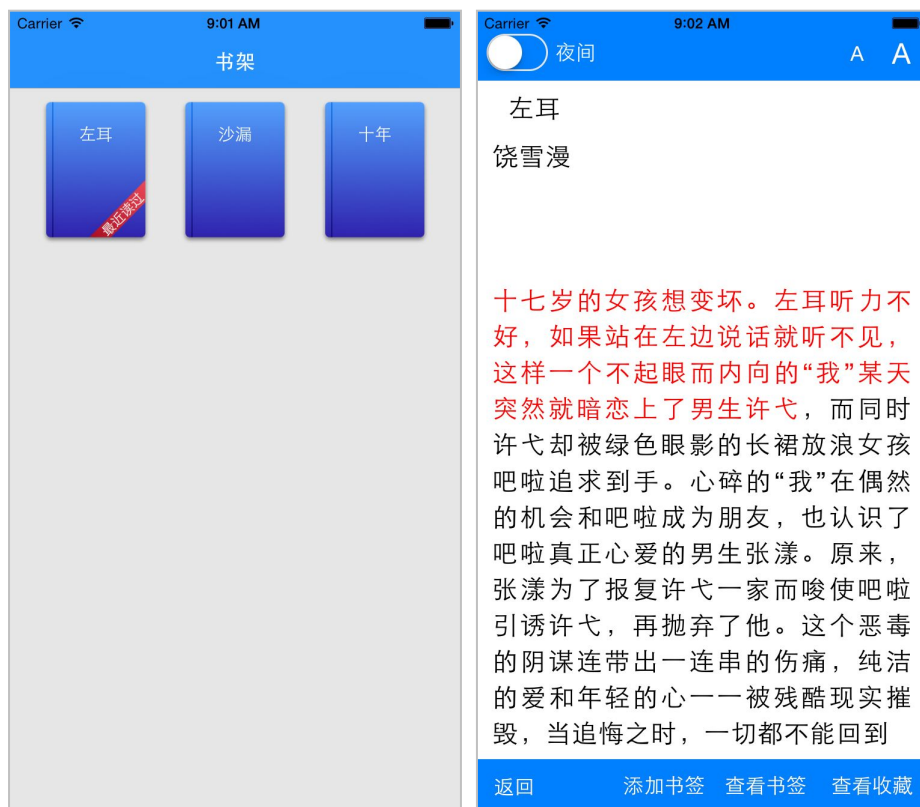 Carrier 9:01 AM
书架
左耳
沙漏
十年
最近读过
Carrier 9:02 AM
夜间 A A
左耳
饶雪漫
十七岁的女孩想变坏。左耳听力不
好，如果站在左边说话就听不见，
这样一个不起眼而内向的“我”某天
突然就暗恋上了男生许弋，而同时
许弋却被绿色眼影的长裙放浪女孩
吧啦追求到手。心碎的“我”在偶然
的机会和吧啦成为朋友，也认识了
吧啦真正心爱的男生张漾。原来，
张漾为了报复许弋一家而唆使吧啦
引诱许弋，再抛弃了他。这个恶毒
的阴谋连带出一连串的伤痛，纯洁
的爱和年轻的心一一被残酷现实摧
毁，当追悔之时，一切都不能回到
返回 添加书签 查看书签 查看收藏